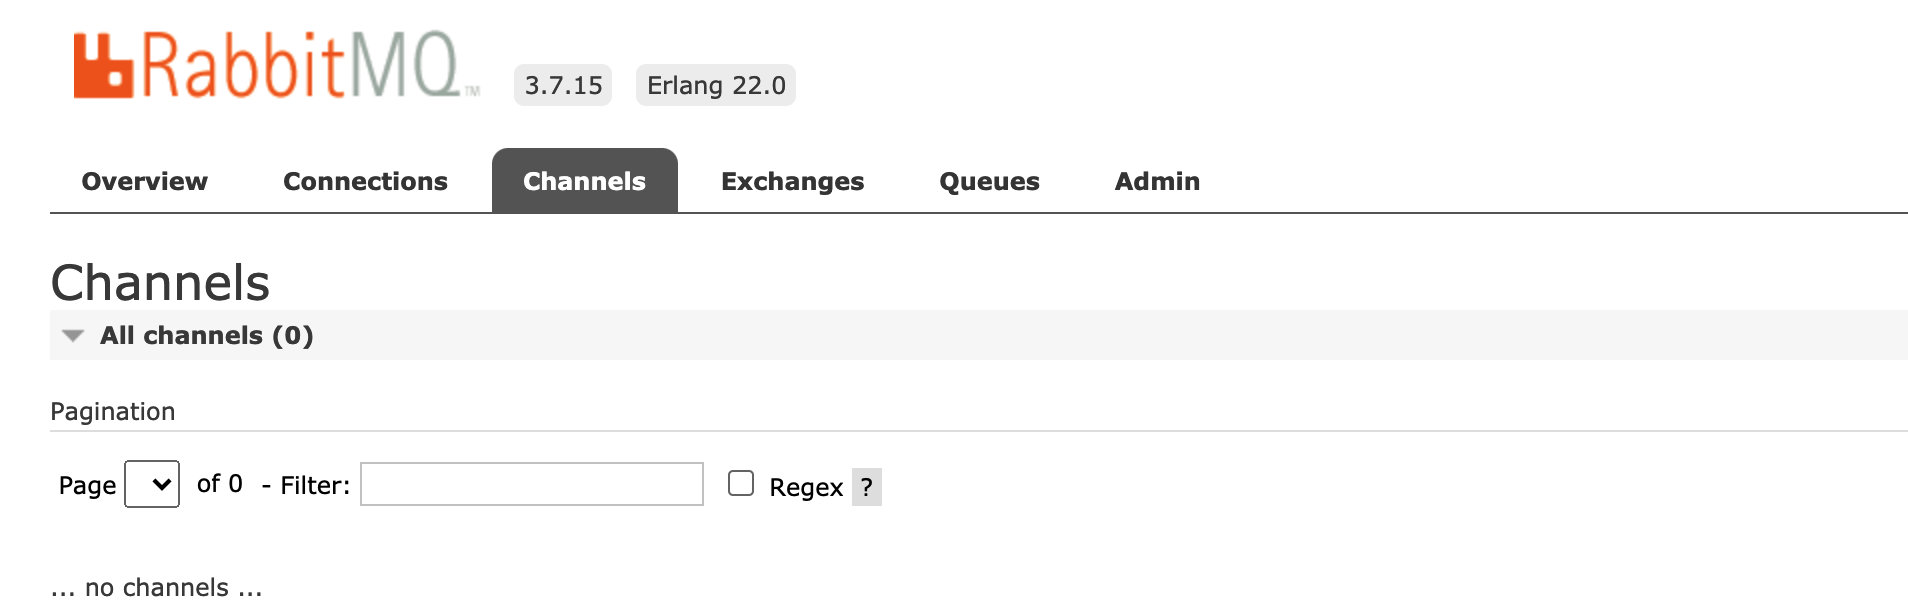 RabbitMQ™ 3.7.15 Erlang 22.0
Overview Connections Channels Exchanges Queues Admin
Channels
All channels (0)
Pagination
Page of 0 - Filter: Regex ?
... no channels ...